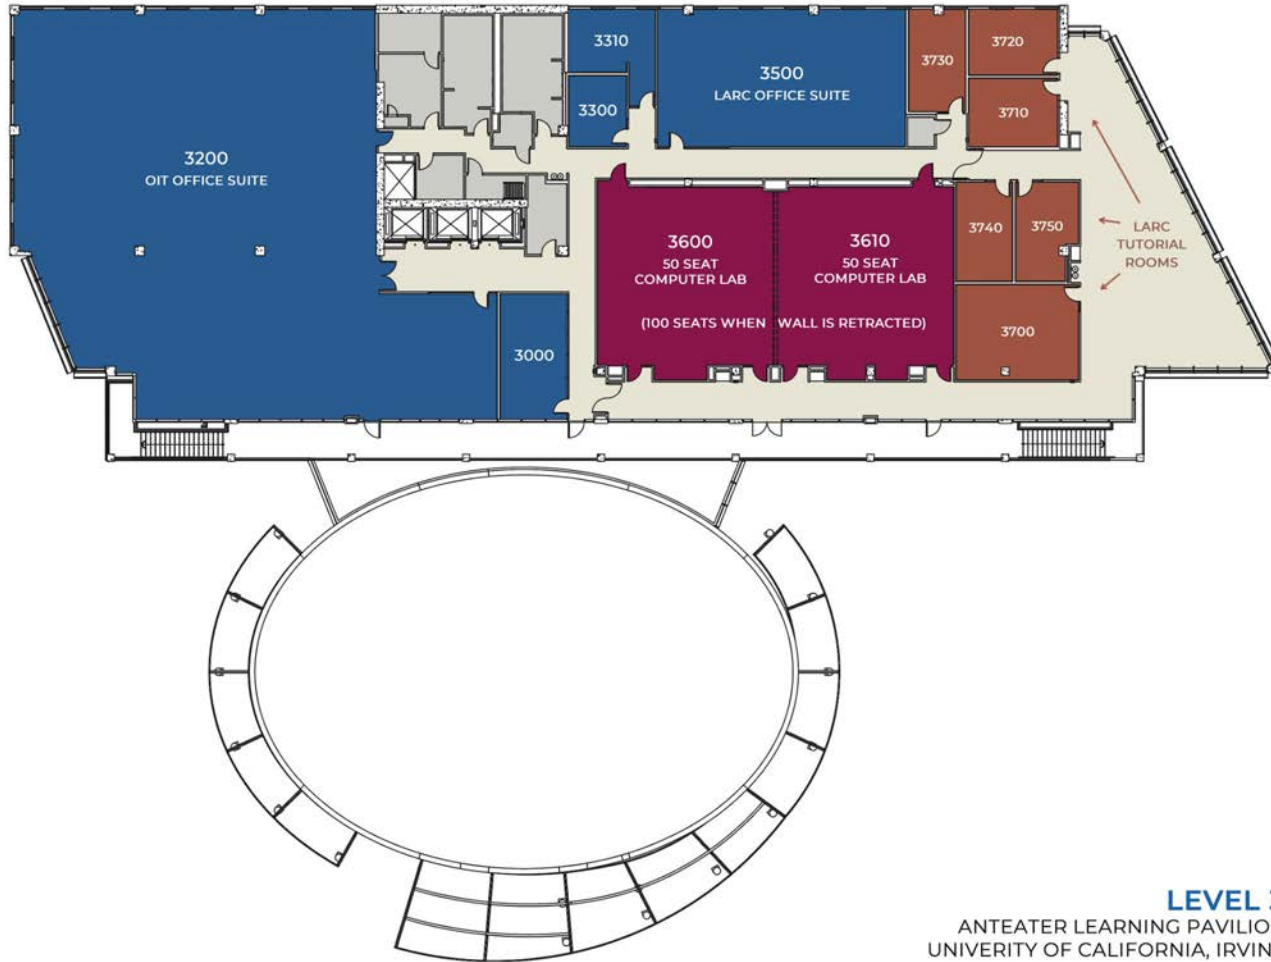 3310
3500
LARC OFFICE SUITE
3730
3720
3300
3710
3200
OIT OFFICE SUITE
3600
50 SEAT
COMPUTER LAB
3610
50 SEAT
COMPUTER LAB
(100 SEATS WHEN WALL IS RETRACTED)
3740
3750
LARC
TUTORIAL
ROOMS
3700
3000
LEVEL
ANTEATER LEARNING PAVILIO
UNIVERITY OF CALIFORNIA, IRVIN